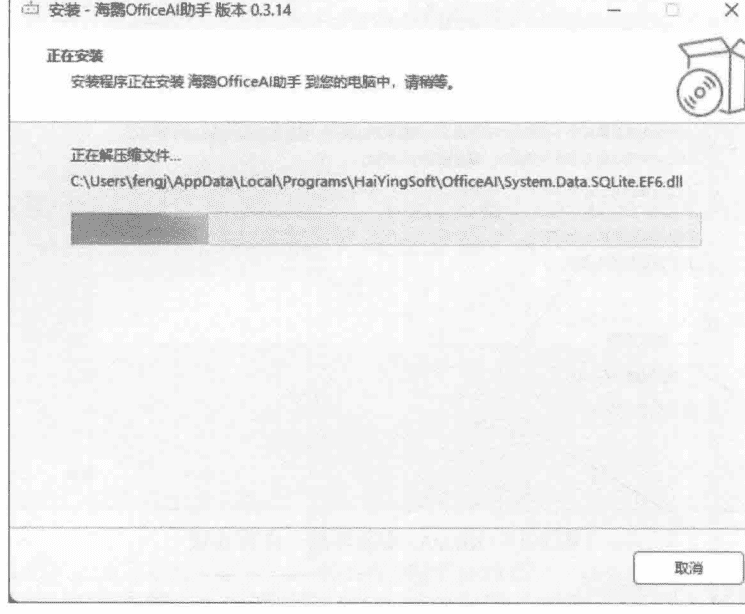 安装 - 海鹦OfficeAI助手 版本 0.3.14
正在安装
安装程序正在安装 海鹦OfficeAI助手 到您的电脑中，请稍等。
正在解压缩文件...
C:\Users\fengj\AppData\Local\Programs\HaiYingSoft\OfficeAI\System.Data.SQLite.EF6.dll
取消